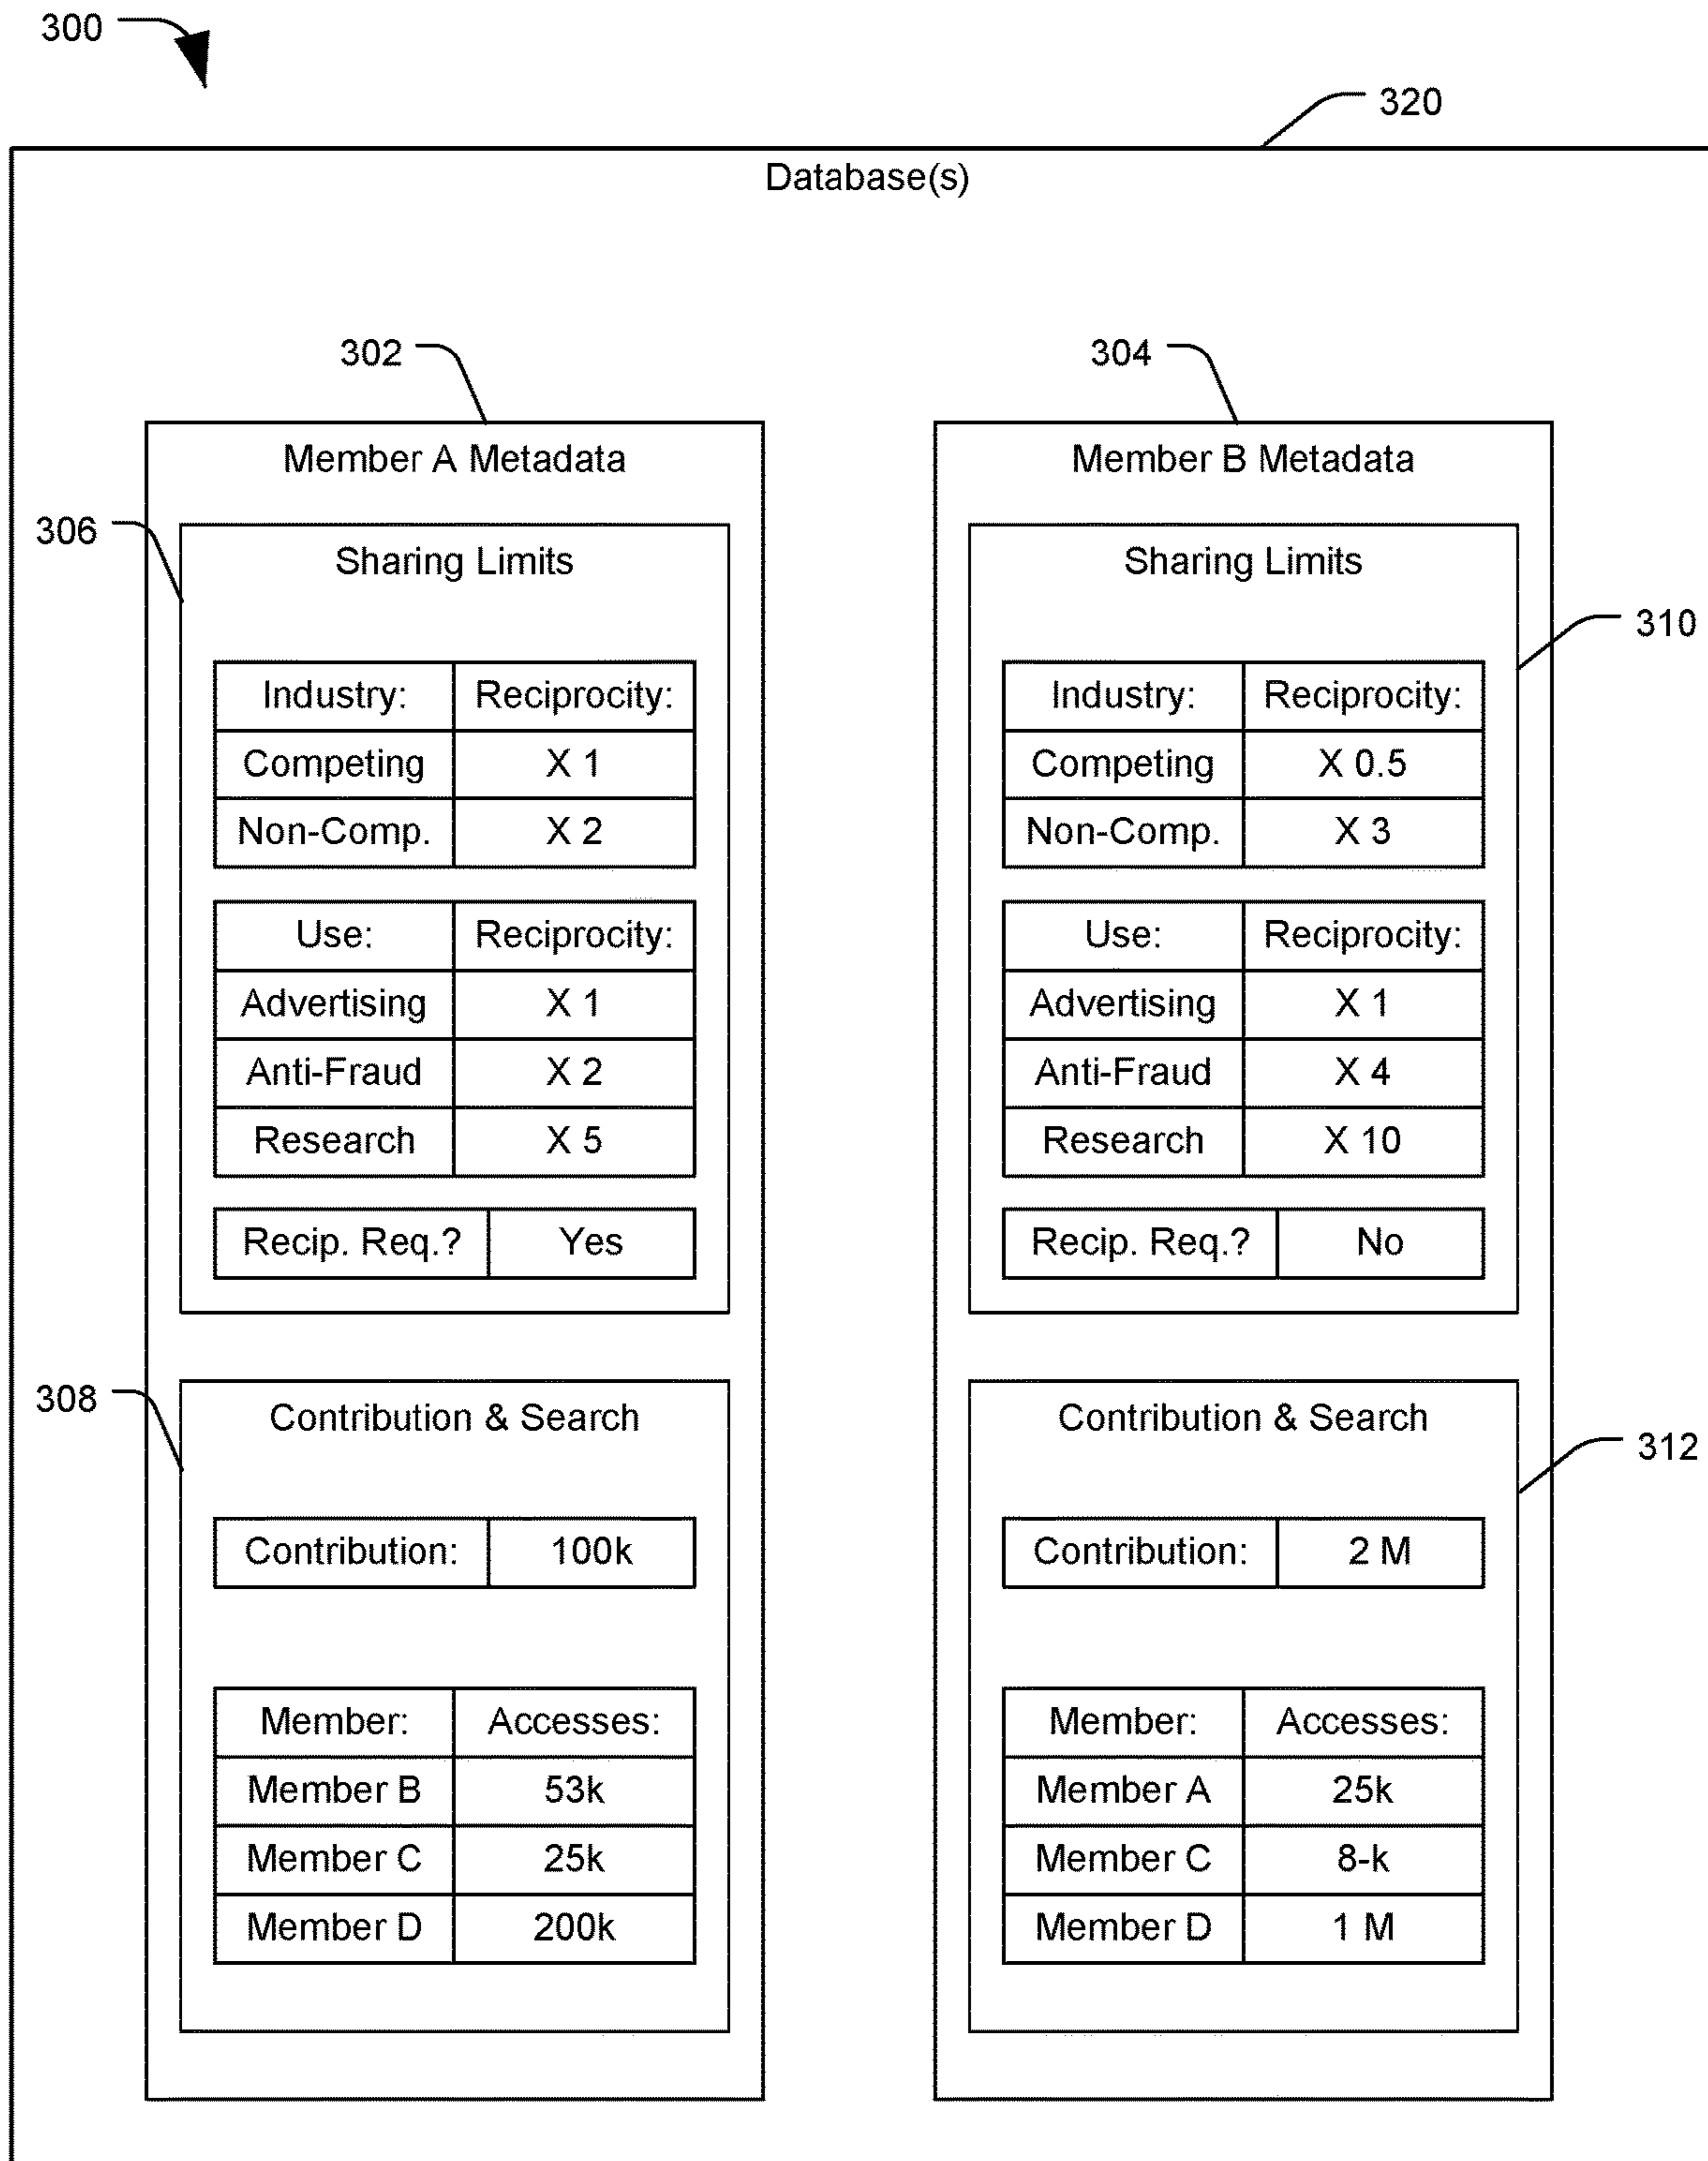 300
320
Database(s)
302
304
Member A Metadata
Member B Metadata
306
Sharing Limits
Sharing Limits
310
Industry: Reciprocity:
Competing X 1
Non-Comp. X 2
Industry: Reciprocity:
Competing X 0.5
Non-Comp. X 3
Use: Reciprocity:
Advertising X 1
Anti-Fraud X 2
Research X 5
Use: Reciprocity:
Advertising X 1
Anti-Fraud X 4
Research X 10
Recip. Req.? Yes
Recip. Req.? No
308
Contribution & Search
Contribution & Search
312
Contribution: 100k
Contribution: 2 M
Member: Accesses:
Member B 53k
Member C 25k
Member D 200k
Member: Accesses:
Member A 25k
Member C 8-k
Member D 1 M